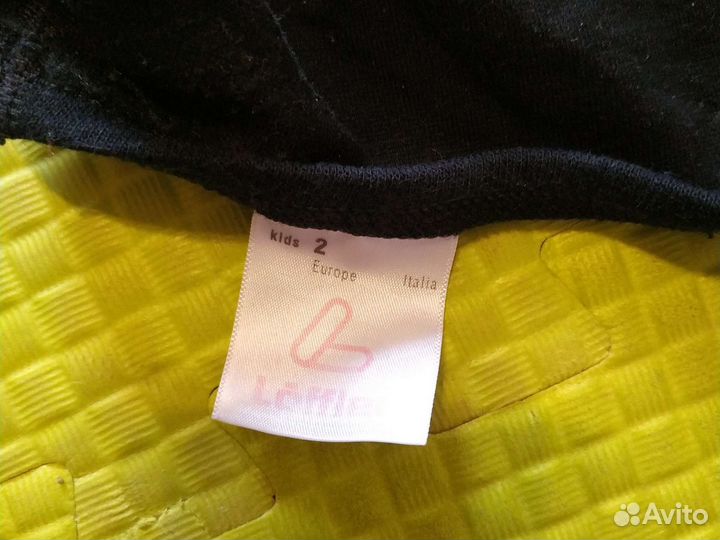 kids 2
Europe Italia
Löffler
Avito